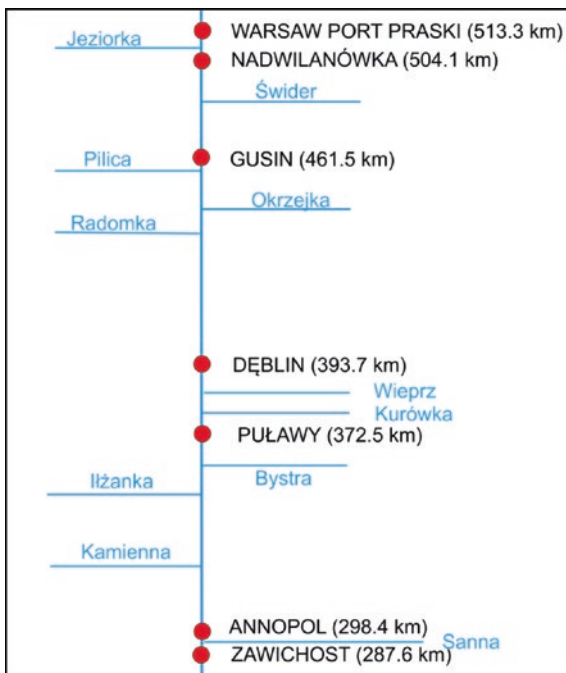 WARSAW PORT PRASKI (513.3 km)
Jeziorka
NADWILANÓWKA (504.1 km)
Świder
Pilica
GUSIN (461.5 km)
Okrzejka
Radomka
DĘBLIN (393.7 km)
Wieprz
Kurówka
PUŁAWY (372.5 km)
Iłżanka
Bystra
Kamienna
ANNOPOL (298.4 km)
Sanna
ZAWICHOST (287.6 km)